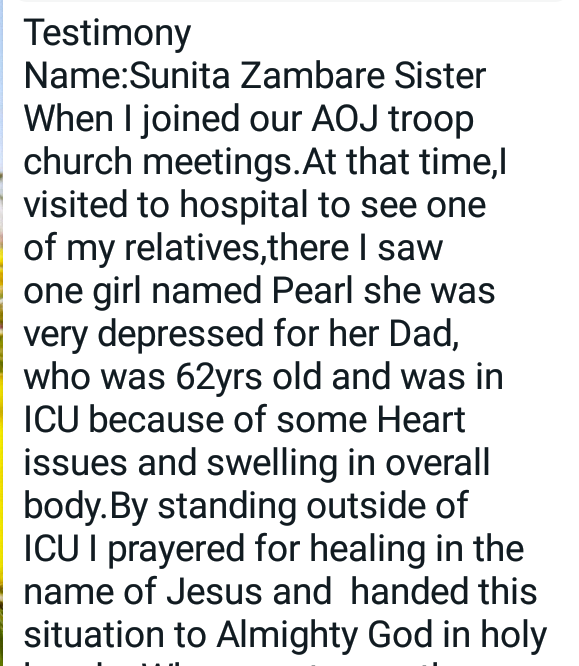 Testimony
Name:Sunita Zambare Sister
When I joined our AOJ troop
church meetings.At that time,I
visited to hospital to see one
of my relatives,there I saw
one girl named Pearl she was
very depressed for her Dad,
who was 62yrs old and was in
ICU because of some Heart
issues and swelling in overall
body.By standing outside of
ICU I prayered for healing in the
name of Jesus and  handed this
situation to Almighty God in holy